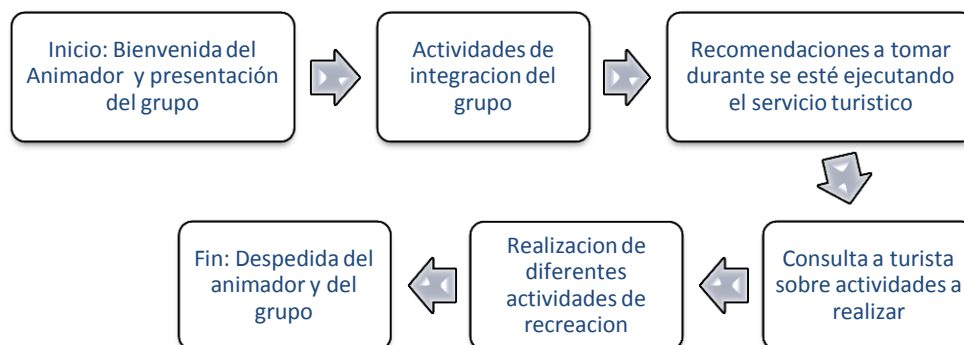 Inicio: Bienvenida del
Animador y presentación
del grupo
Actividades de
integracion del
grupo
Recomendaciones a tomar
durante se esté ejecutando
el servicio turistico
Consulta a turista
sobre actividades a
realizar
Realizacion de
diferentes
actividades de
recreacion
Fin: Despedida del
animador y del
grupo